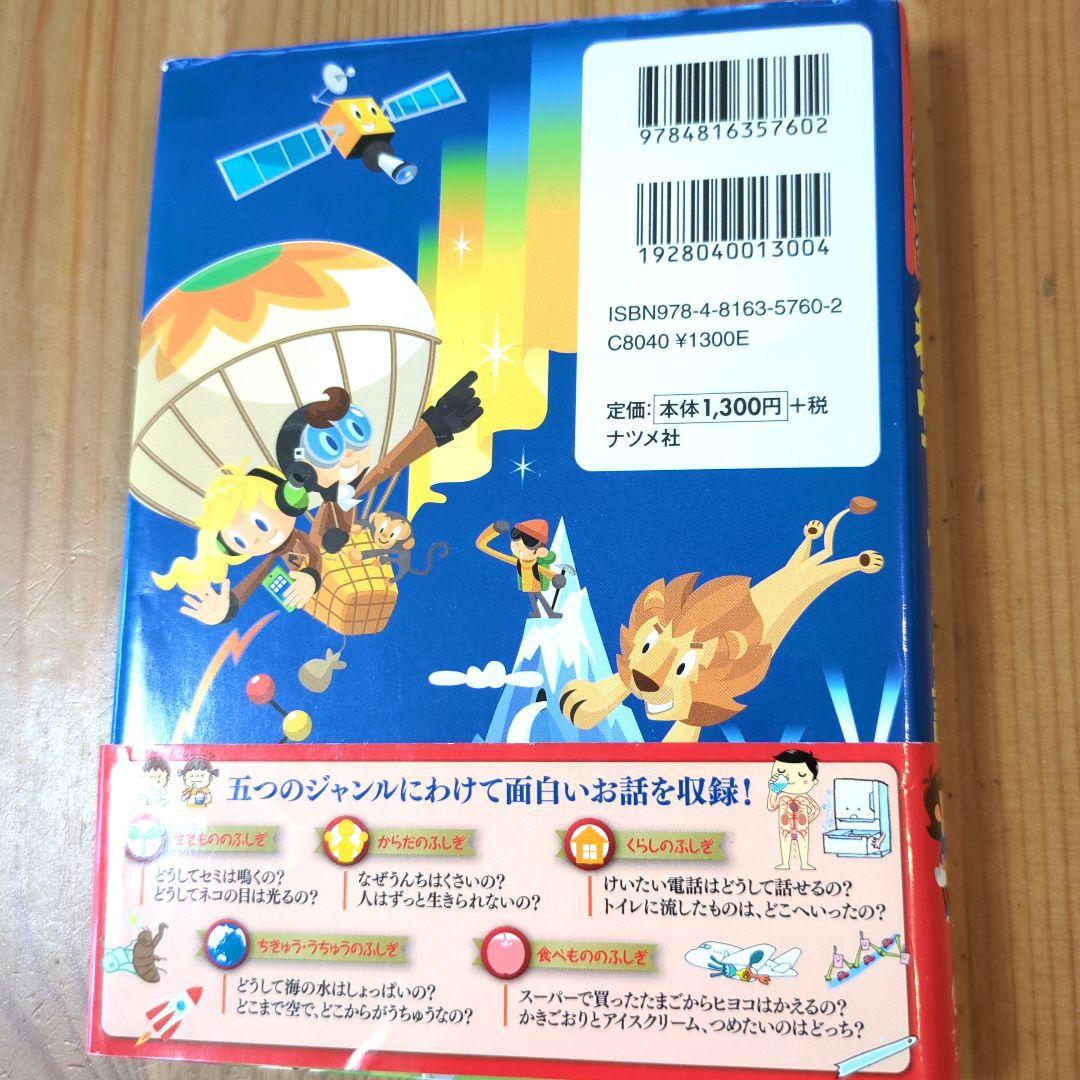 9784816357602
1928040013004
ISBN978-4-8163-5760-2
C8040 ¥1300E
定価：本体1,300円＋税
ナツメ社
五つのジャンルにわけて面白いお話を収録！
生きもののふしぎ
どうしてセミは鳴くの？
どうしてネコの目は光るの？
からだのふしぎ
なぜうんちはくさいの？
人はずっと生きられないの？
くらしのふしぎ
けいたい電話はどうして話せるの？
トイレに流したものは、どこへいったの？
ちきゅう・うちゅうのふしぎ
どうして海の水はしょっぱいの？
どこまで空で、どこからがうちゅうなの？
食べもののふしぎ
スーパーで買ったたまごからヒヨコはかえるの？
かきごおりとアイスクリーム、つめたいのはどっち？